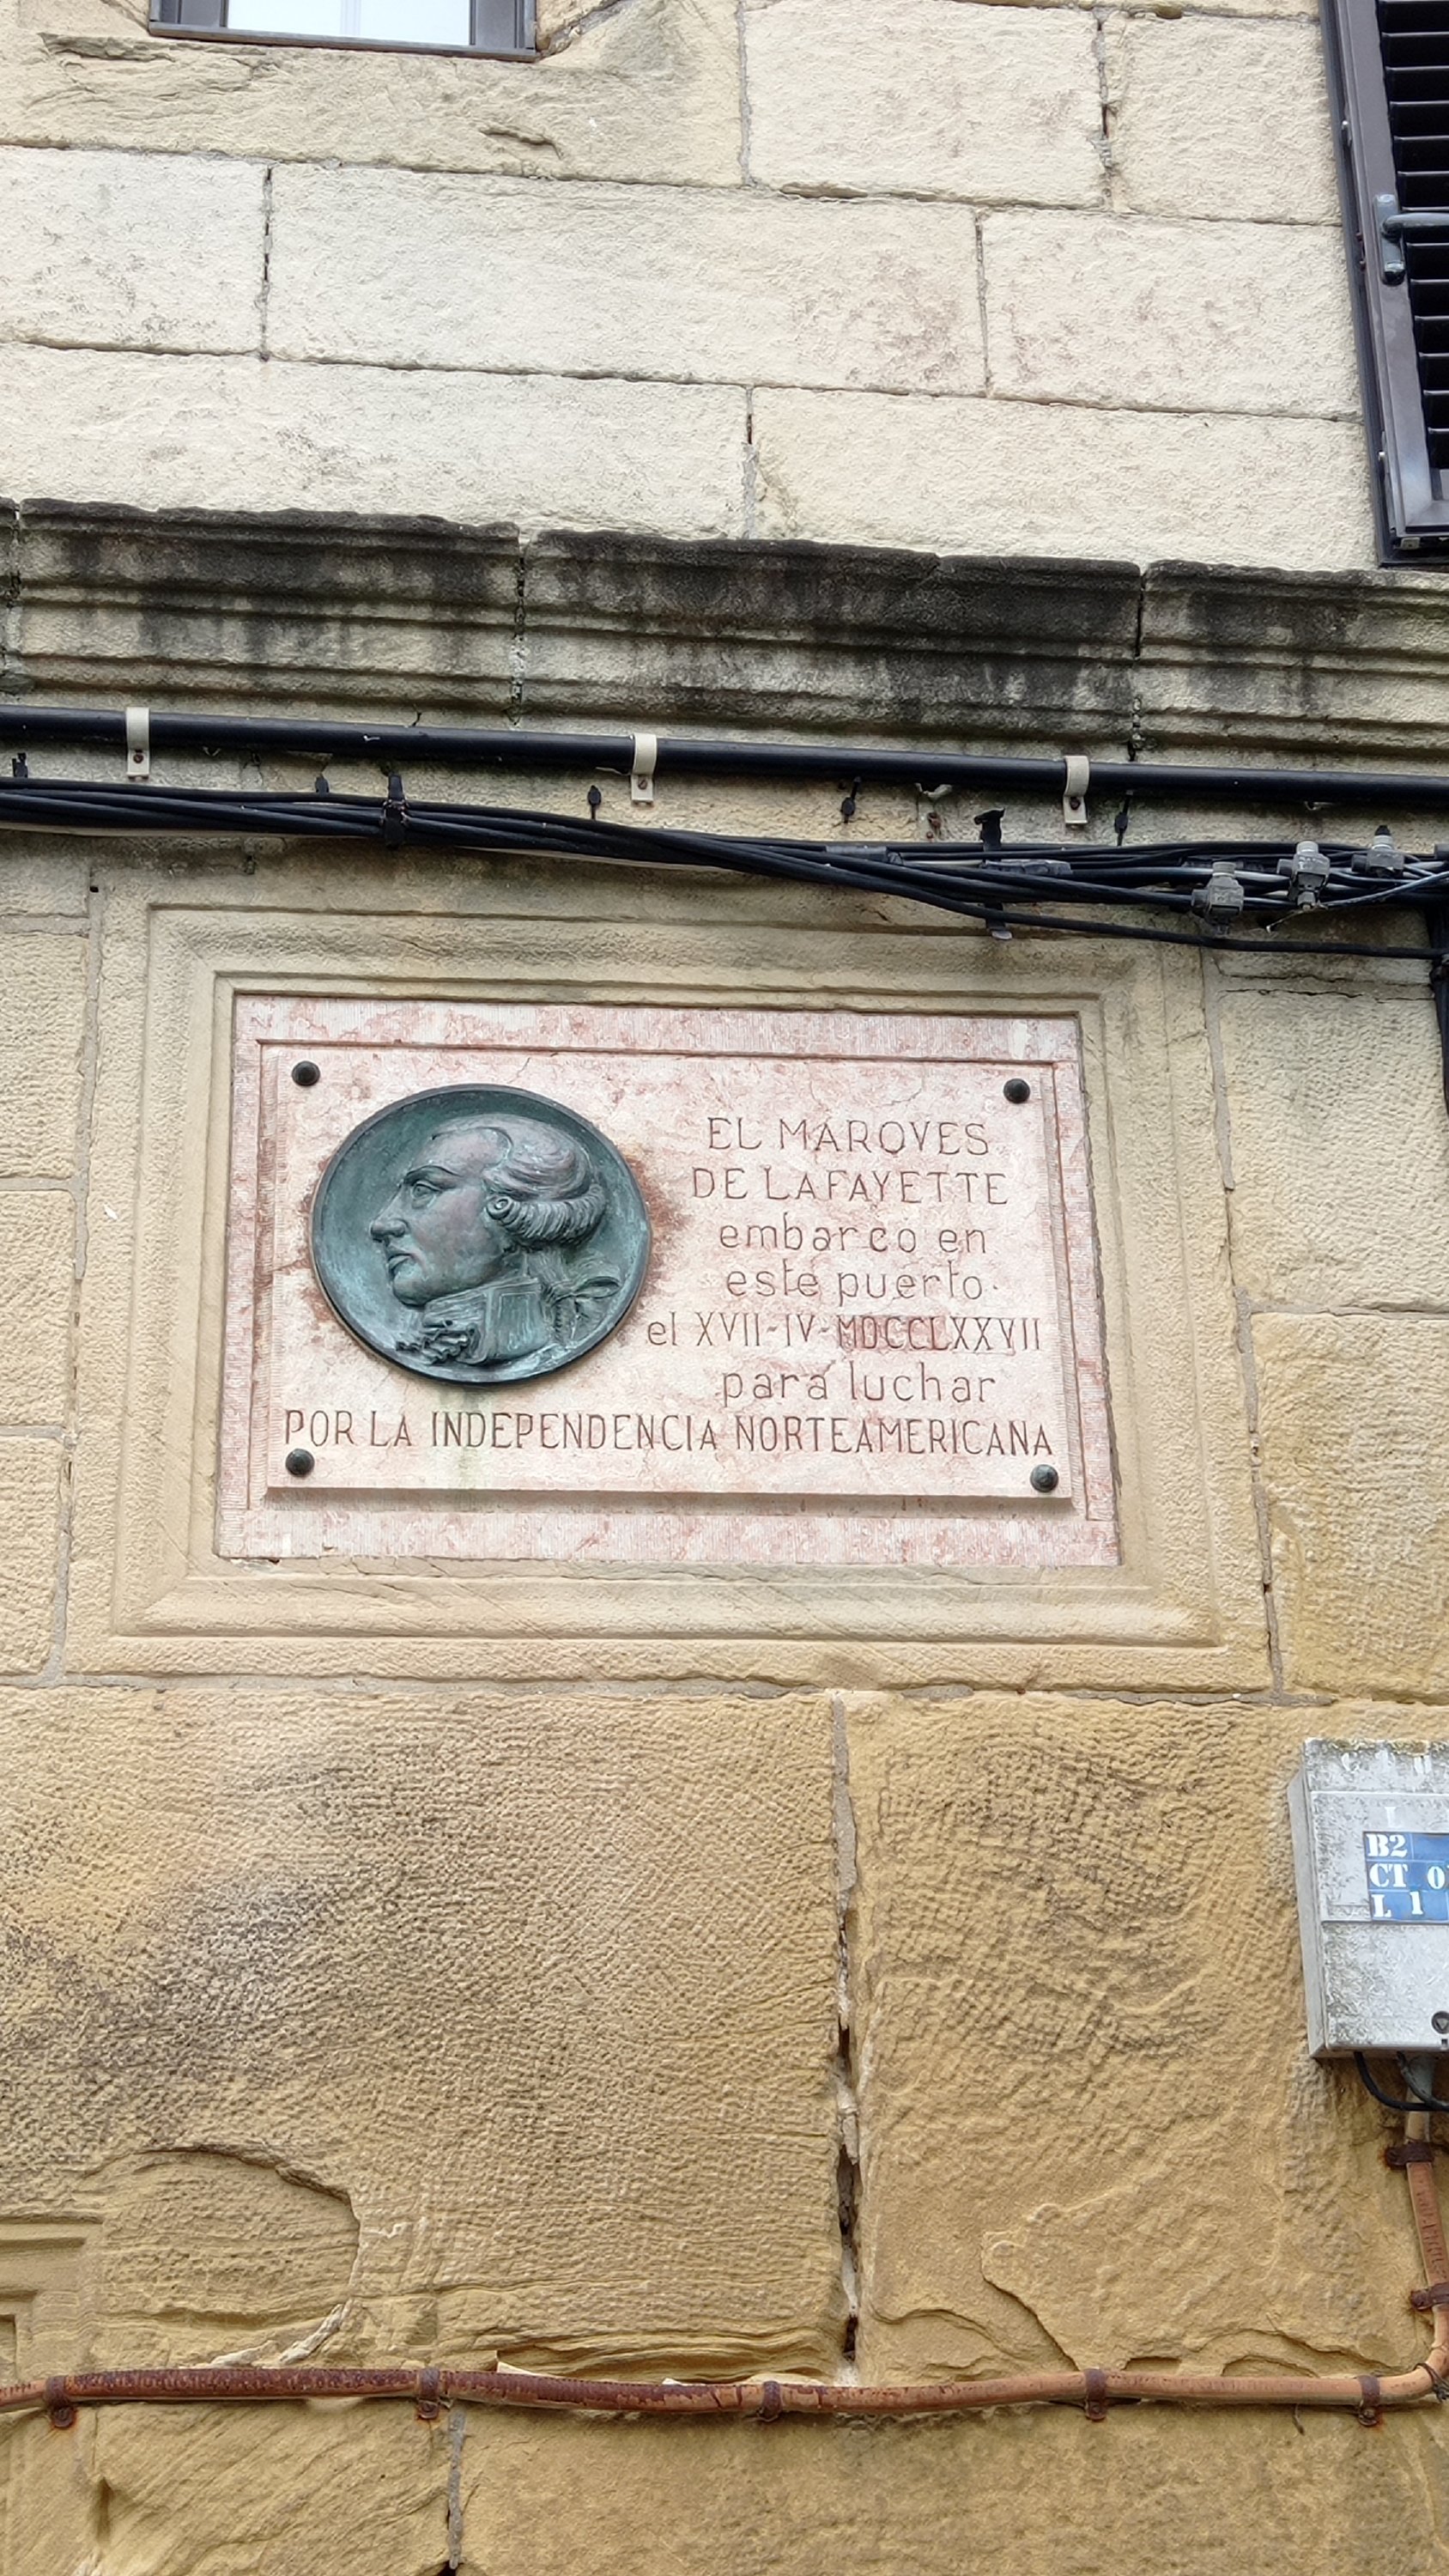 EL MARQVES
DE LAFAYETTE
embarco en
este puerto.
el XVII-IV-MDCCLXXVII
para luchar
POR LA INDEPENDENCIA NORTEAMERICANA
B2
CT
L 1